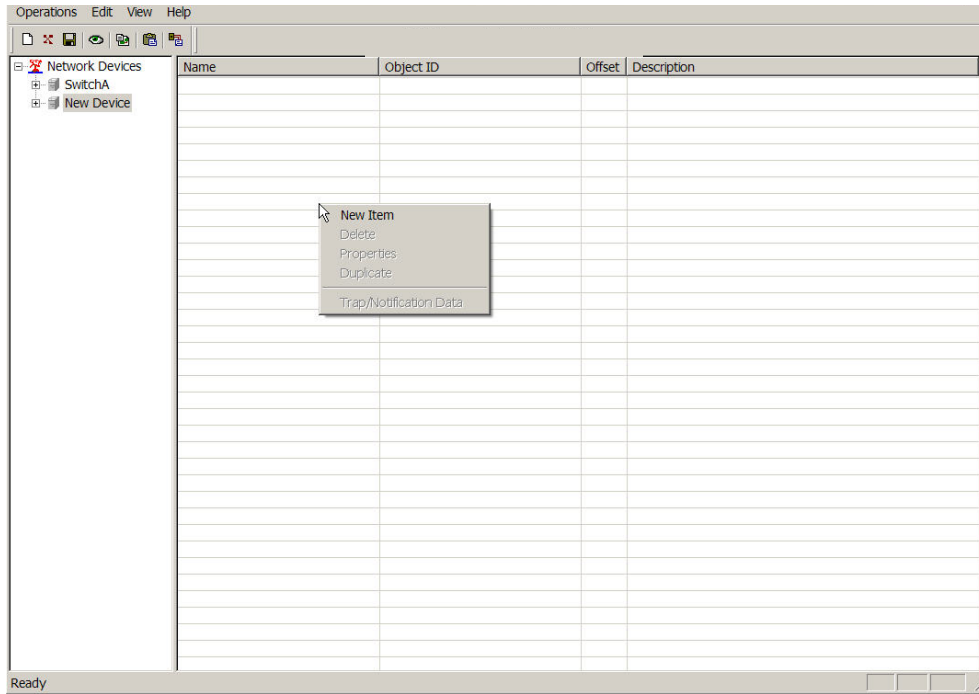 Operations Edit View Help
Network Devices
SwitchA
New Device
Name Object ID Offset Description
New Item
Delete
Properties
Duplicate
Trap/Notification Data
Ready